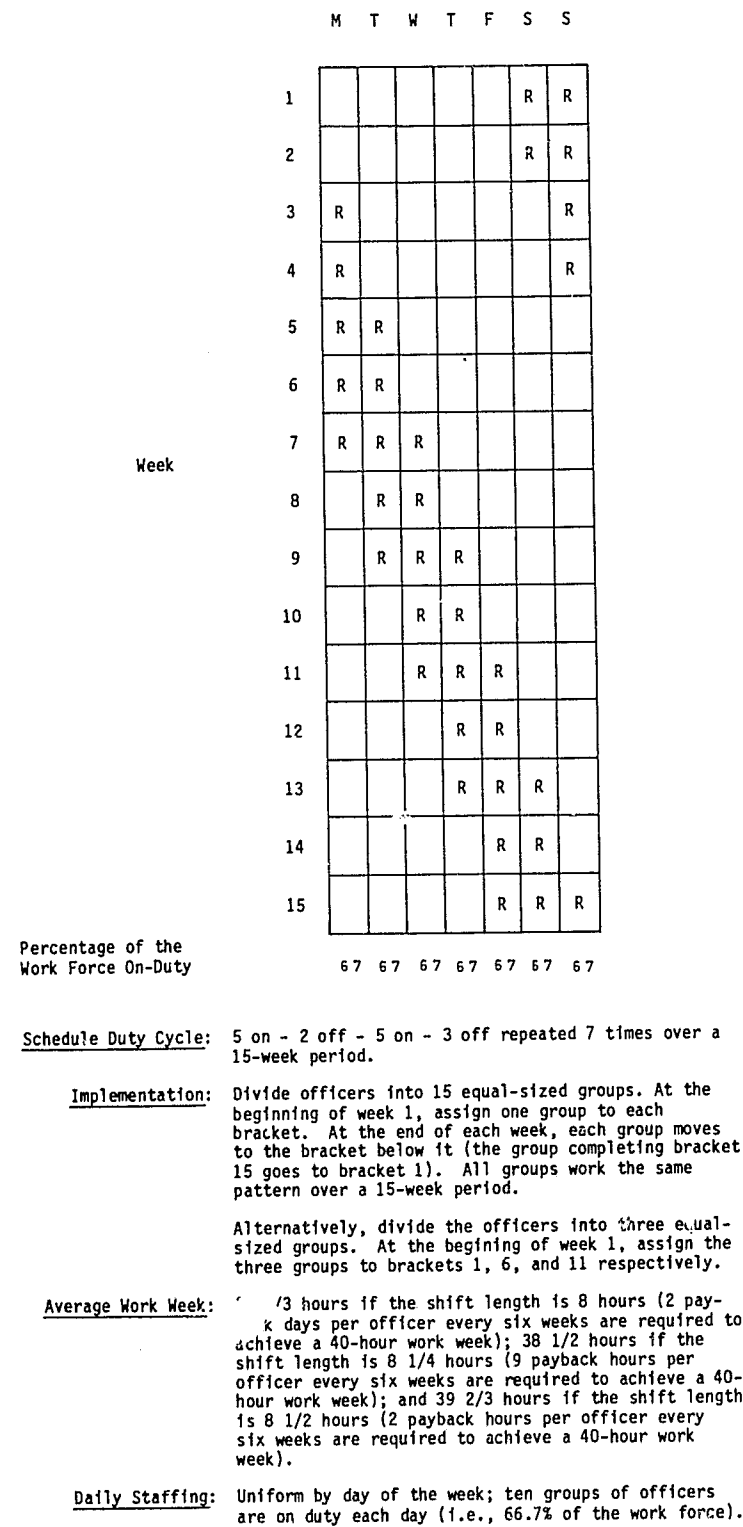 M T W T F S S
1 R R
2 R R
3 R R
4 R R
5 R R
6 R R
7 R R R
Week
8 R R
9 R R R
10 R R
11 R R R
12 R R
13 R R R
14 R R
15 R R R
Percentage of the
Work Force On-Duty 67 67 67 67 67 67 67
Schedule Duty Cycle: 5 on - 2 off - 5 on - 3 off repeated 7 times over a
15-week period.
Implementation: Divide officers into 15 equal-sized groups. At the
beginning of week 1, assign one group to each
bracket. At the end of each week, each group moves
to the bracket below it (the group completing bracket
15 goes to bracket 1). All groups work the same
pattern over a 15-week period.
Alternatively, divide the officers into three equal-
sized groups. At the begining of week 1, assign the
three groups to brackets 1, 6, and 11 respectively.
Average Work Week: /3 hours if the shift length is 8 hours (2 pay-
k days per officer every six weeks are required to
achieve a 40-hour work week); 38 1/2 hours if the
shift length is 8 1/4 hours (9 payback hours per
officer every six weeks are required to achieve a 40-
hour work week); and 39 2/3 hours if the shift length
is 8 1/2 hours (2 payback hours per officer every
six weeks are required to achieve a 40-hour work
week).
Daily Staffing: Uniform by day of the week; ten groups of officers
are on duty each day (i.e., 66.7% of the work force).